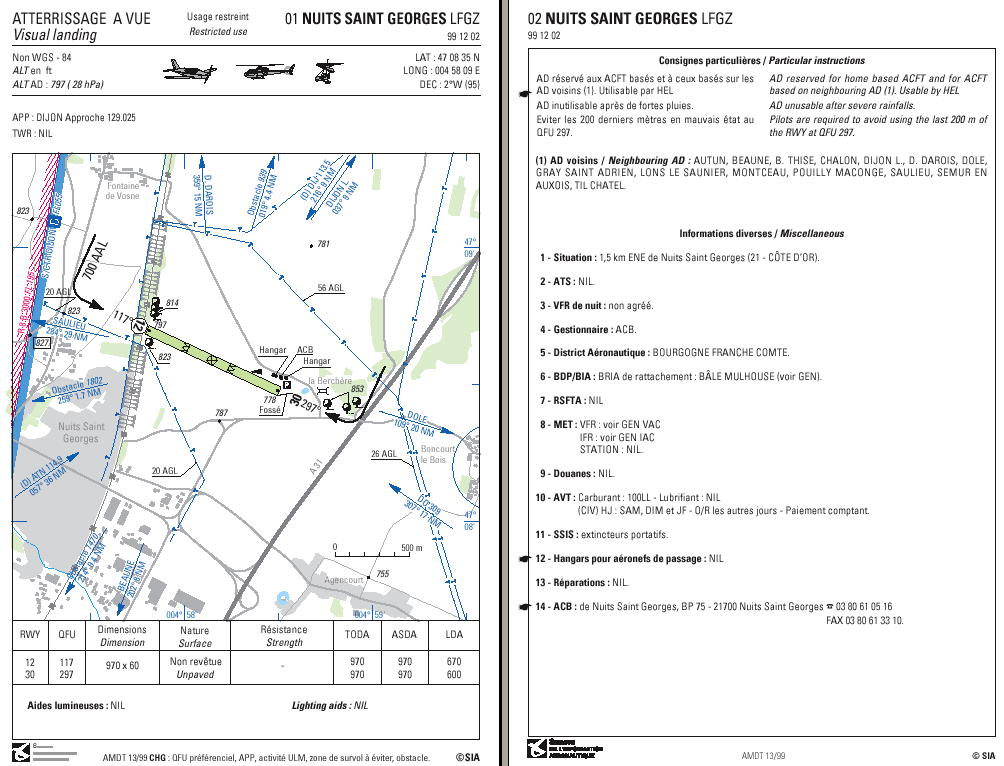 ATTERRISSAGE A VUE
Visual landing
Usage restreint
Restricted use
01 NUITS SAINT GEORGES LFGZ
99 12 02
Non WGS - 84
ALT en ft
ALT AD : 797 ( 28 hPa)
LAT : 47 08 35 N
LONG : 004 58 09 E
DEC : 2°W (95)
APP : DIJON Approche 129.025
TWR : NIL
Fontaine
de Vosne
823
D. DAROIS
359° 15 NM
Obstacle 939
019° 4.4 NM
(D) DIJ 113.5
216° 9 NM
DIJON L
037° 9 NM
781
47°
09'
700 AAL
20 AGL
823
56 AGL
814
117°
12
797
SAULIEU
284° 29 NM
827
823
Hangar
ACB
Hangar
P
la Berchère
853
778
Fossé
30
297°
Obstacle 1802
259° 1.7 NM
Nuits Saint
Georges
787
DOLE
109° 20 NM
20 AGL
26 AGL
A 31
Boncourt
le Bois
(D) ATN 114.9
057° 36 NM
307° 17 NM
47°
08'
BEAUNE
202° 8 NM
0
500 m
755
Agencourt
004° 58'
004° 59'
RWY QFU Dimensions Nature Résistance TODA ASDA LDA
Dimension Surface Strength
12 117 970 x 60 Non revêtue - 970 970 670
30 297 Unpaved 970 970 600
Aides lumineuses : NIL
Lighting aids : NIL
AMDT 13/99 CHG : QFU préférenciel, APP, activité ULM, zone de survol à éviter, obstacle.
© SIA
02 NUITS SAINT GEORGES LFGZ
99 12 02
Consignes particulières / Particular instructions
AD réservé aux ACFT basés et à ceux basés sur les
AD voisins (1). Utilisable par HEL
AD inutilisable après de fortes pluies.
Eviter les 200 derniers mètres en mauvais état au
QFU 297.
AD reserved for home based ACFT and for ACFT
based on neighbouring AD (1). Usable by HEL
AD unusable after severe rainfalls.
Pilots are required to avoid using the last 200 m of
the RWY at QFU 297.
(1) AD voisins / Neighbouring AD : AUTUN, BEAUNE, B. THISE, CHALON, DIJON L., D. DAROIS, DOLE,
GRAY SAINT ADRIEN, LONS LE SAUNIER, MONTCEAU, POUILLY MACONGE, SAULIEU, SEMUR EN
AUXOIS, TIL CHATEL.
Informations diverses / Miscellaneous
1 - Situation : 1,5 km ENE de Nuits Saint Georges (21 - CÔTE D'OR).
2 - ATS : NIL.
3 - VFR de nuit : non agréé.
4 - Gestionnaire : ACB.
5 - District Aéronautique : BOURGOGNE FRANCHE COMTE.
6 - BDP/BIA : BRIA de rattachement : BÂLE MULHOUSE (voir GEN).
7 - RSFTA : NIL
8 - MET : VFR : voir GEN VAC
IFR : voir GEN IAC
STATION : NIL.
9 - Douanes : NIL.
10 - AVT : Carburant : 100LL - Lubrifiant : NIL
(CIV) HJ : SAM, DIM et JF - O/R les autres jours - Paiement comptant.
11 - SSIS : extincteurs portatifs.
12 - Hangars pour aéronefs de passage : NIL
13 - Réparations : NIL.
14 - ACB : de Nuits Saint Georges, BP 75 - 21700 Nuits Saint Georges ☎ 03 80 61 05 16
FAX 03 80 61 33 10.
AMDT 13/99
© SIA